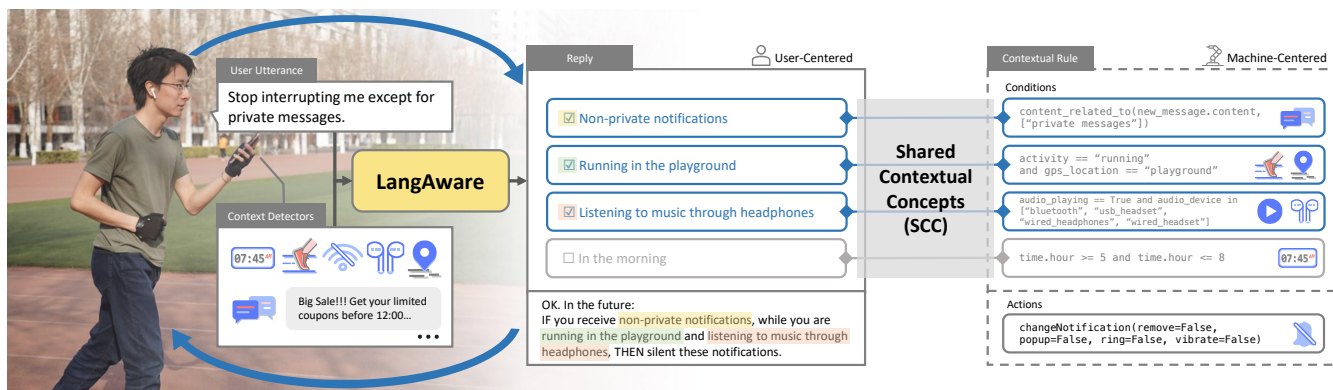 User Utterance
Stop interrupting me except for
private messages.
LangAware
Context Detectors
07:45 AM
Big Sale!!! Get your limited
coupons before 12:00...
Reply
User-Centered
Non-private notifications
Running in the playground
Listening to music through headphones
In the morning
OK. In the future:
IF you receive non-private notifications, while you are
running in the playground and listening to music through
headphones, THEN silent these notifications.
Shared
Contextual
Concepts
(SCC)
Contextual Rule
Machine-Centered
Conditions
content_related_to(new_message.content,
["private messages"])
activity == "running"
and gps_location == "playground"
audio_playing == True and audio_device in
["bluetooth", "usb_headset",
"wired_headphones", "wired_headset"]
time.hour >= 5 and time.hour <= 8
07:45 AM
Actions
changeNotification(remove=False,
popup=False, ring=False, vibrate=False)